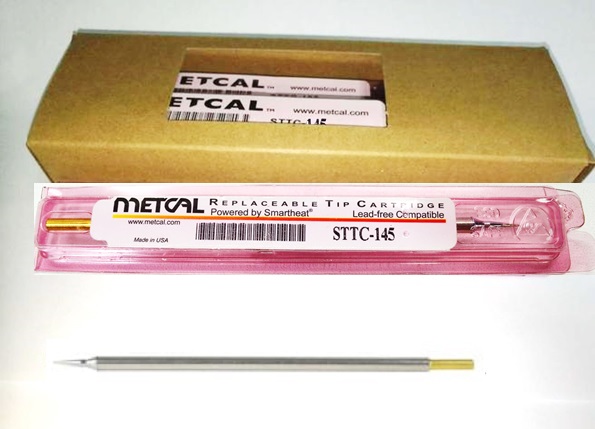 ETCAL™ www.metcal.com
ETCAL™ www.metcal.com
STTC-145
METCAL REPLACEABLE TIP CARTRIDGE
www.metcal.com Powered by Smartheat® Lead-free Compatible
Made in USA STTC-145